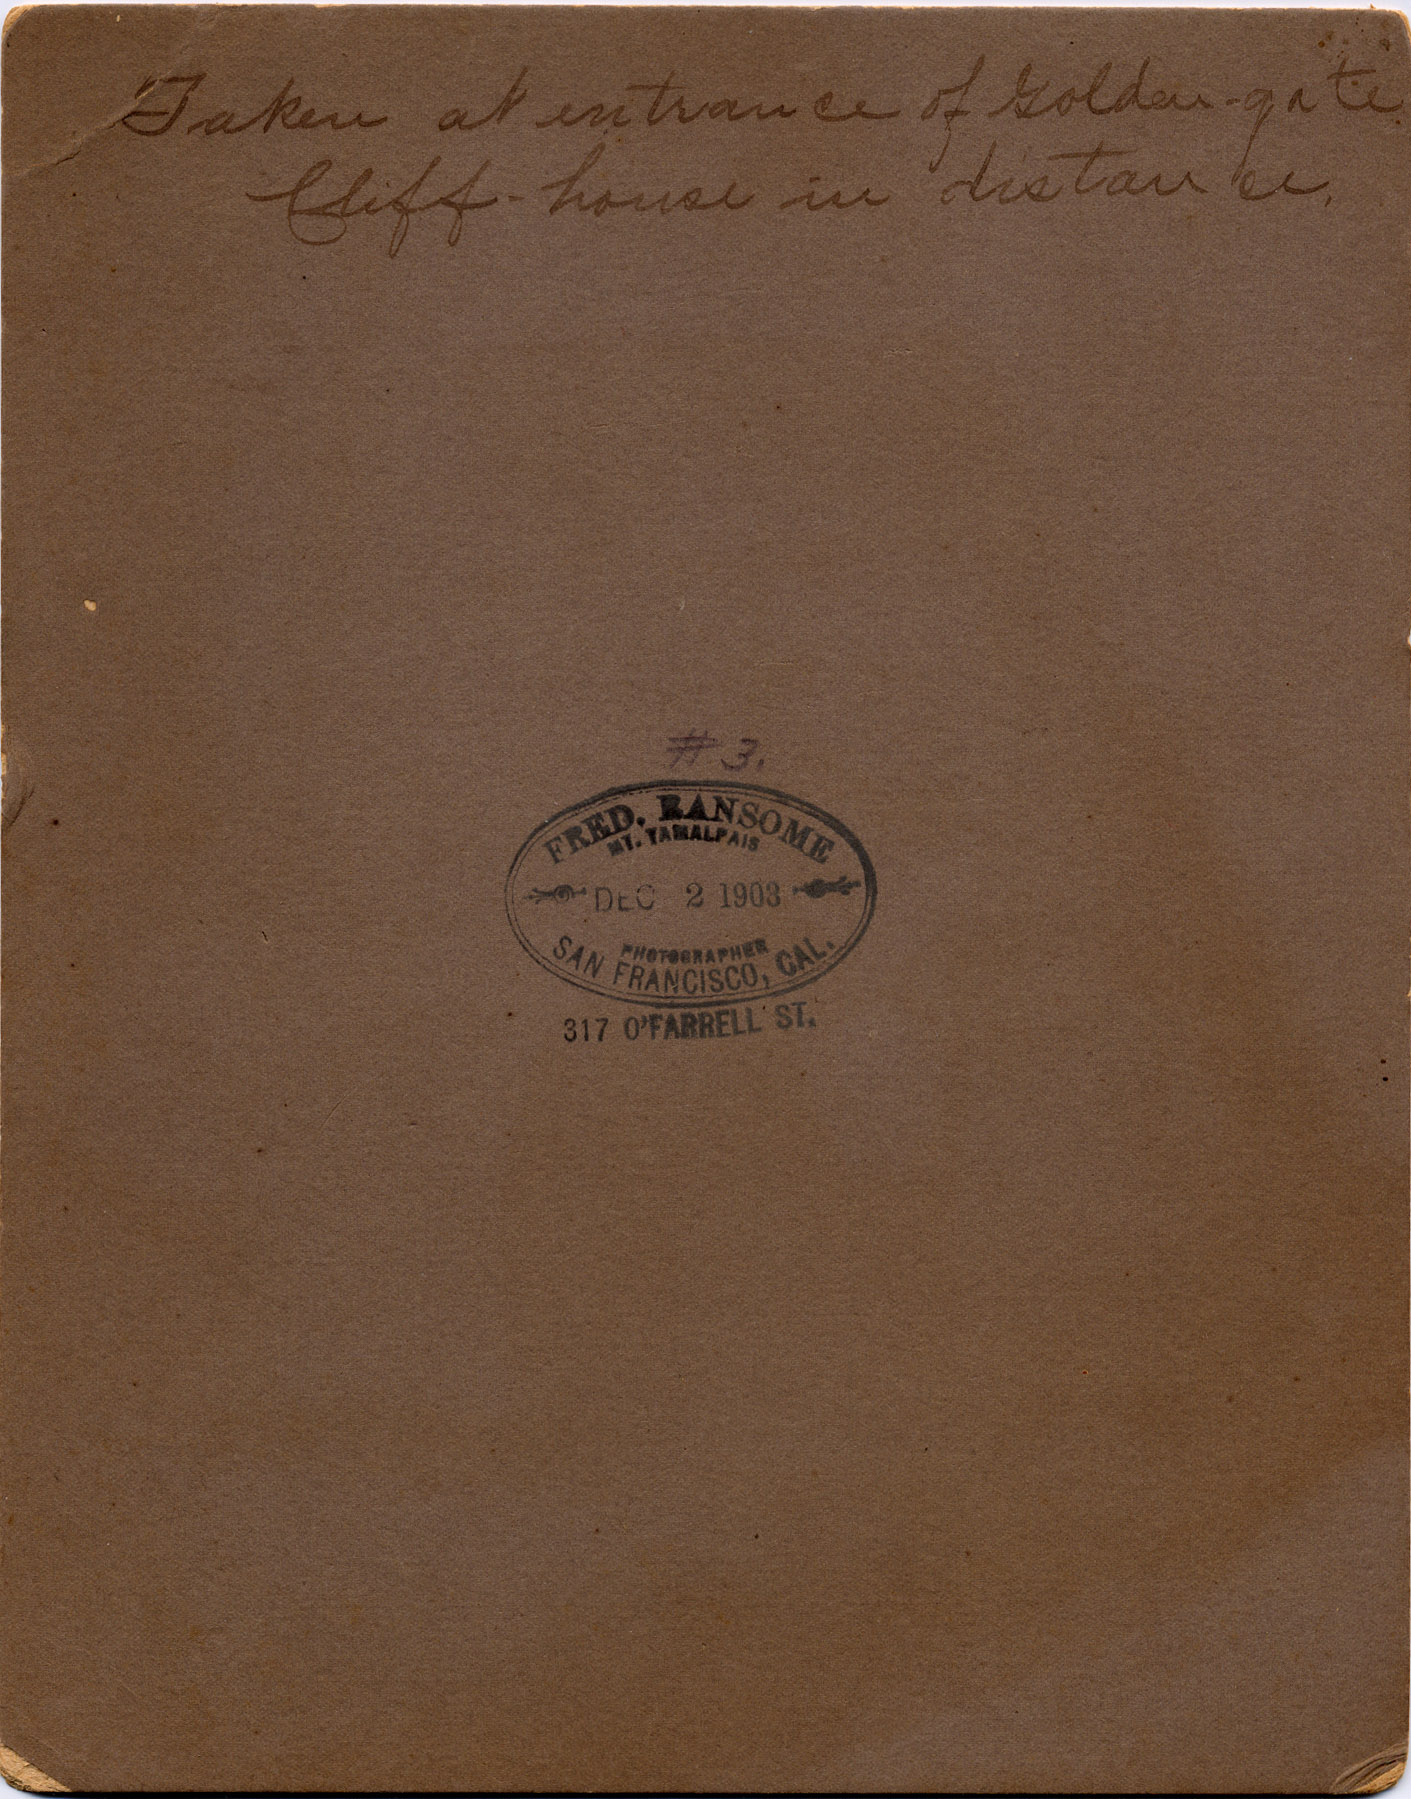 Taken at entrance of Golden-gate.
Cliff-house in distance.
#3.
FRED. RANSOME
MT. TAMALPAIS
DEC 2 1903
PHOTOGRAPHER
SAN FRANCISCO, CAL.
317 O'FARRELL ST.